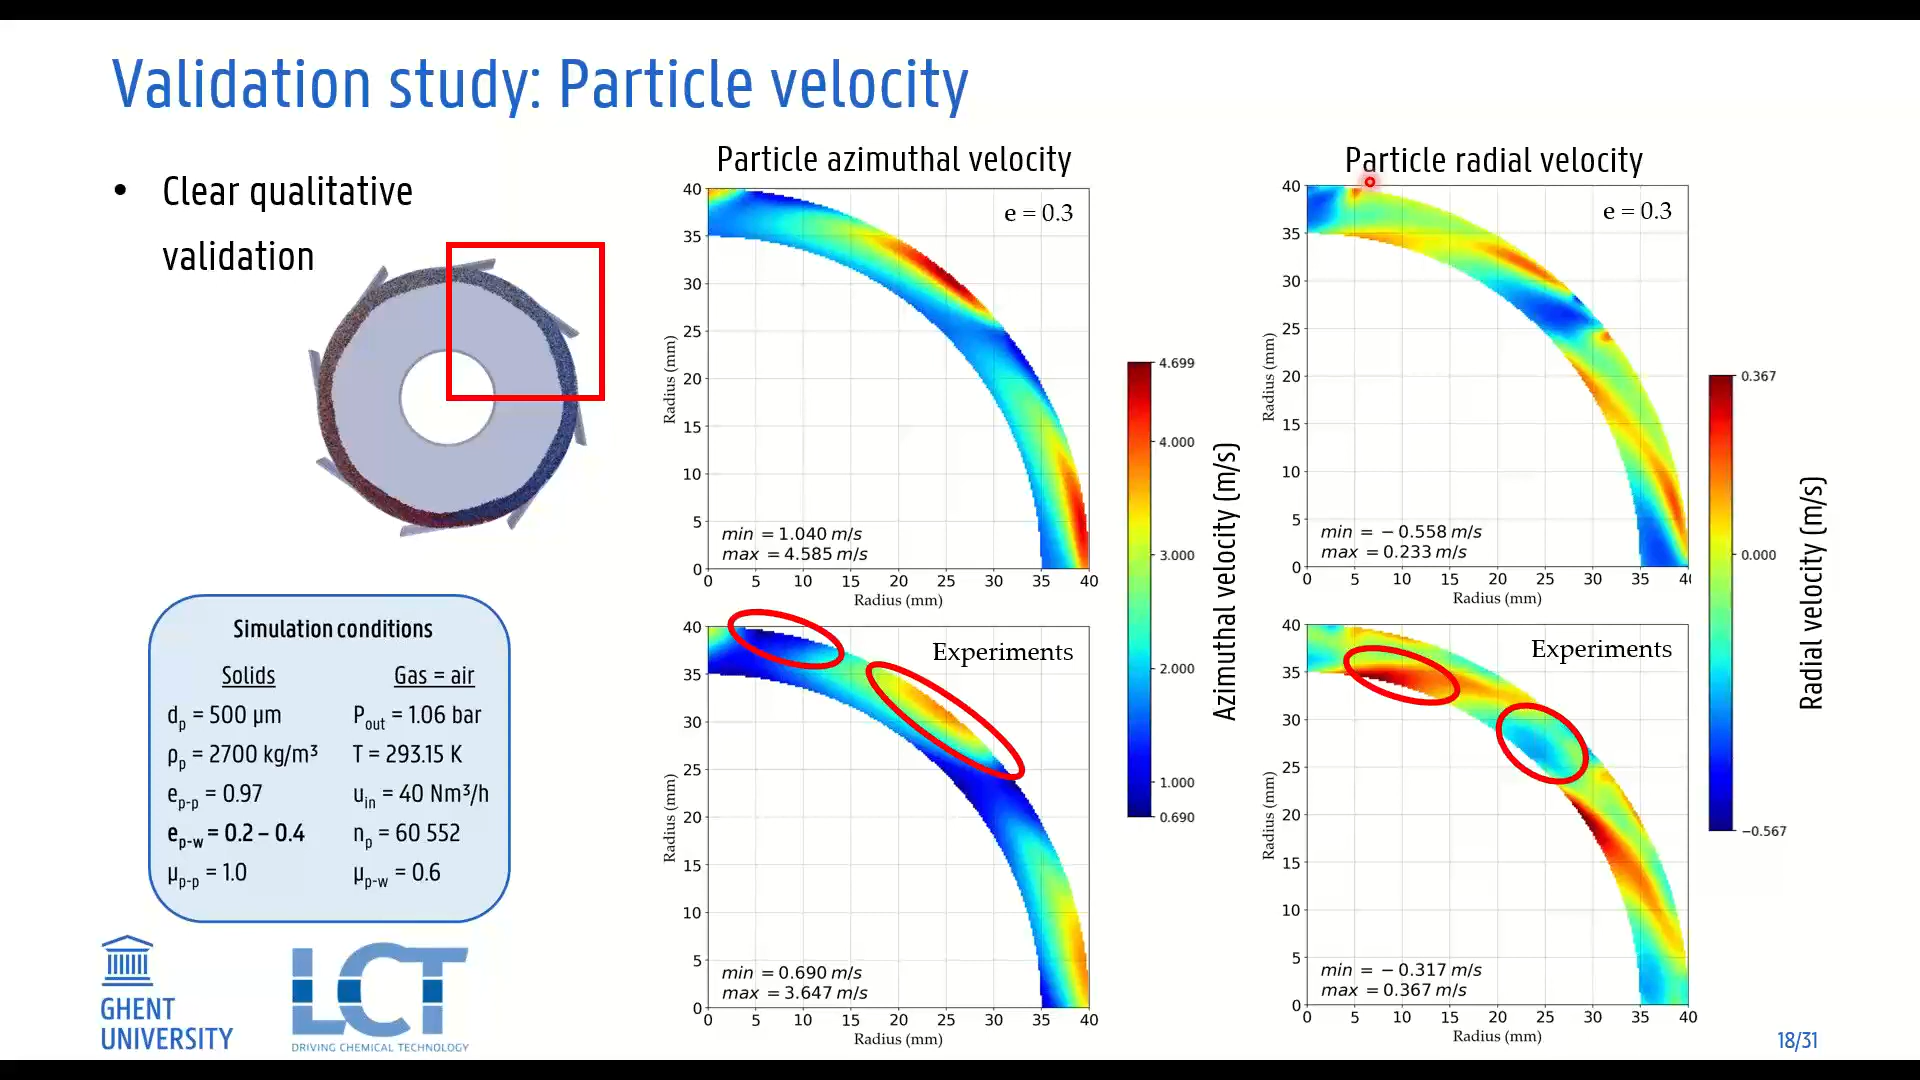 Validation study: Particle velocity
• Clear qualitative
validation
Simulation conditions
Solids
Gas = air
dp = 500 µm
Pout = 1.06 bar
ρp = 2700 kg/m³
T = 293.15 K
ep-p = 0.97
uin = 40 Nm³/h
ep-w = 0.2 – 0.4
np = 60 552
µp-p = 1.0
µp-w = 0.6
GHENT
UNIVERSITY
LCT
DRIVING CHEMICAL TECHNOLOGY
Particle azimuthal velocity
e = 0.3
40
35
30
25
20
15
10
5
0
Radius (mm)
min = 1.040 m/s
max = 4.585 m/s
0 5 10 15 20 25 30 35 40
Radius (mm)
Experiments
40
35
30
25
20
15
10
5
0
Radius (mm)
min = 0.690 m/s
max = 3.647 m/s
0 5 10 15 20 25 30 35 40
Radius (mm)
4.699
4.000
3.000
2.000
1.000
0.690
Azimuthal velocity (m/s)
Particle radial velocity
e = 0.3
40
35
30
25
20
15
10
5
0
Radius (mm)
min = −0.558 m/s
max = 0.233 m/s
0 5 10 15 20 25 30 35 40
Radius (mm)
Experiments
40
35
30
25
20
15
10
5
0
Radius (mm)
min = −0.317 m/s
max = 0.367 m/s
0 5 10 15 20 25 30 35 40
Radius (mm)
0.367
0.000
−0.567
Radial velocity (m/s)
18/31